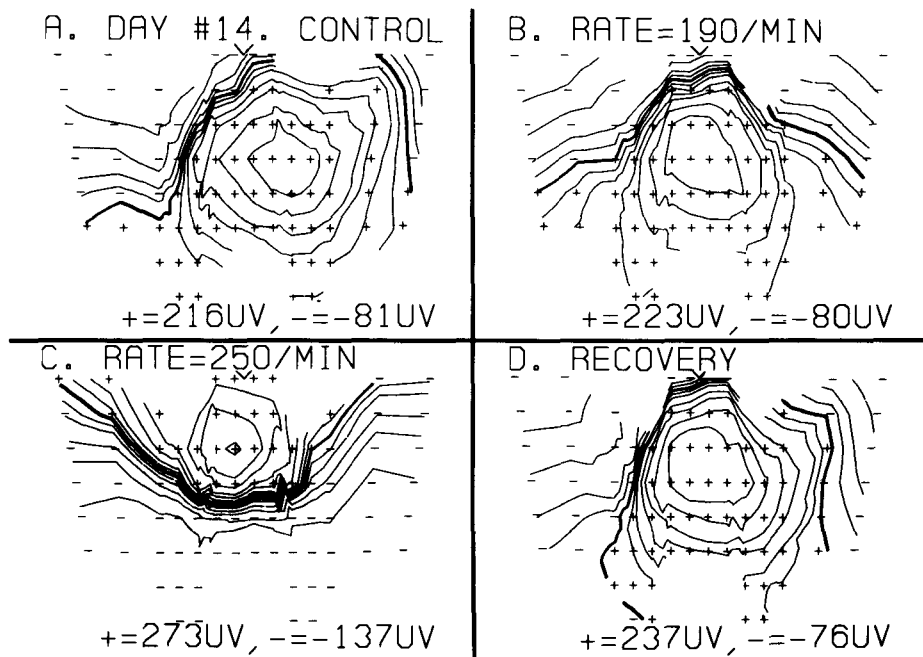 A. DAY #14. CONTROL
B. RATE=190/MIN
+=216UV, -=-81UV
+=223UV, -=-80UV
C. RATE=250/MIN
D. RECOVERY
+=273UV, -=-137UV
+=237UV, -=-76UV